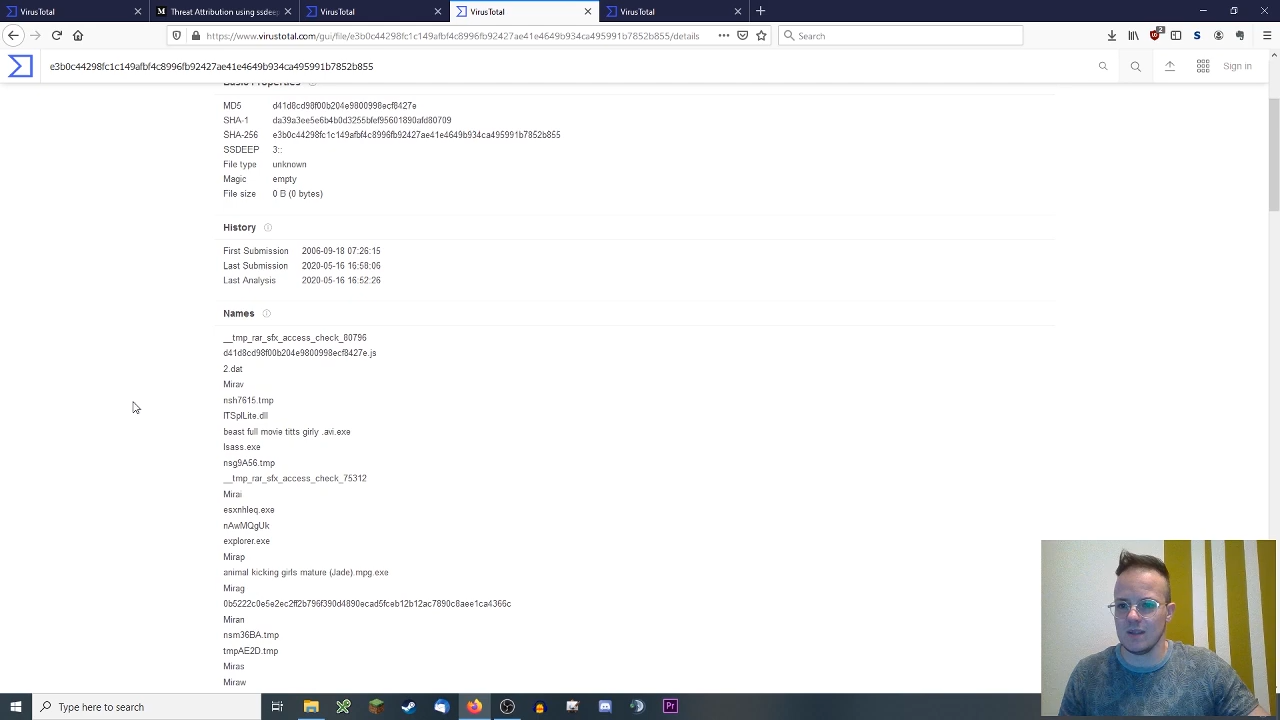 VirusTotal
Threat Attribution using ssdeep
VirusTotal
VirusTotal
VirusTotal
https://www.virustotal.com/gui/file/e3b0c44298fc1c149afbf4c8996fb92427ae41e4649b934ca495991b7852b855/details
Search
e3b0c44298fc1c149afbf4c8996fb92427ae41e4649b934ca495991b7852b855
Sign in
Basic Properties
MD5 d41d8cd98f00b204e9800998ecf8427e
SHA-1 da39a3ee5e6b4b0d3255bfef95601890afd80709
SHA-256 e3b0c44298fc1c149afbf4c8996fb92427ae41e4649b934ca495991b7852b855
SSDEEP 3::
File type unknown
Magic empty
File size 0 B (0 bytes)
History
First Submission 2006-09-18 07:26:15
Last Submission 2020-05-16 16:58:06
Last Analysis 2020-05-16 16:52:26
Names
__tmp_rar_sfx_access_check_80796
d41d8cd98f00b204e9800998ecf8427e.js
2.dat
Mirav
nsh7615.tmp
ITSplLite.dll
beast full movie titts girly .avi.exe
lsass.exe
nsg9A56.tmp
__tmp_rar_sfx_access_check_75312
Mirai
esxnhleq.exe
nAwMQgUk
explorer.exe
Mirap
animal kicking girls mature (Jade).mpg.exe
Mirag
0b5222c0e5e2ec2ff2b796f390d4890ecad5fceb12b12ac7890c8aee1ca4366c
Miran
nsm36BA.tmp
tmpAE2D.tmp
Miras
Miraw
Type here to search
Pr